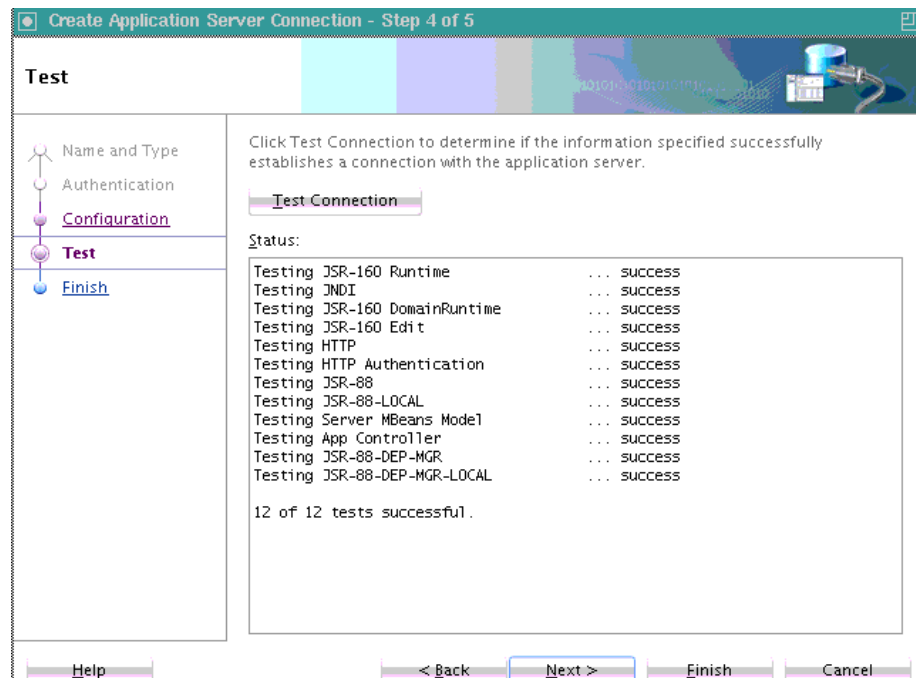 Create Application Server Connection - Step 4 of 5
Test
Name and Type
Authentication
Configuration
Test
Finish
Click Test Connection to determine if the information specified successfully
establishes a connection with the application server.
Test Connection
Status:
Testing JSR-160 Runtime ... success
Testing JNDI ... success
Testing JSR-160 DomainRuntime ... success
Testing JSR-160 Edit ... success
Testing HTTP ... success
Testing HTTP Authentication ... success
Testing JSR-88 ... success
Testing JSR-88-LOCAL ... success
Testing Server MBeans Model ... success
Testing App Controller ... success
Testing JSR-88-DEP-MGR ... success
Testing JSR-88-DEP-MGR-LOCAL ... success
12 of 12 tests successful.
Help
< Back
Next >
Finish
Cancel